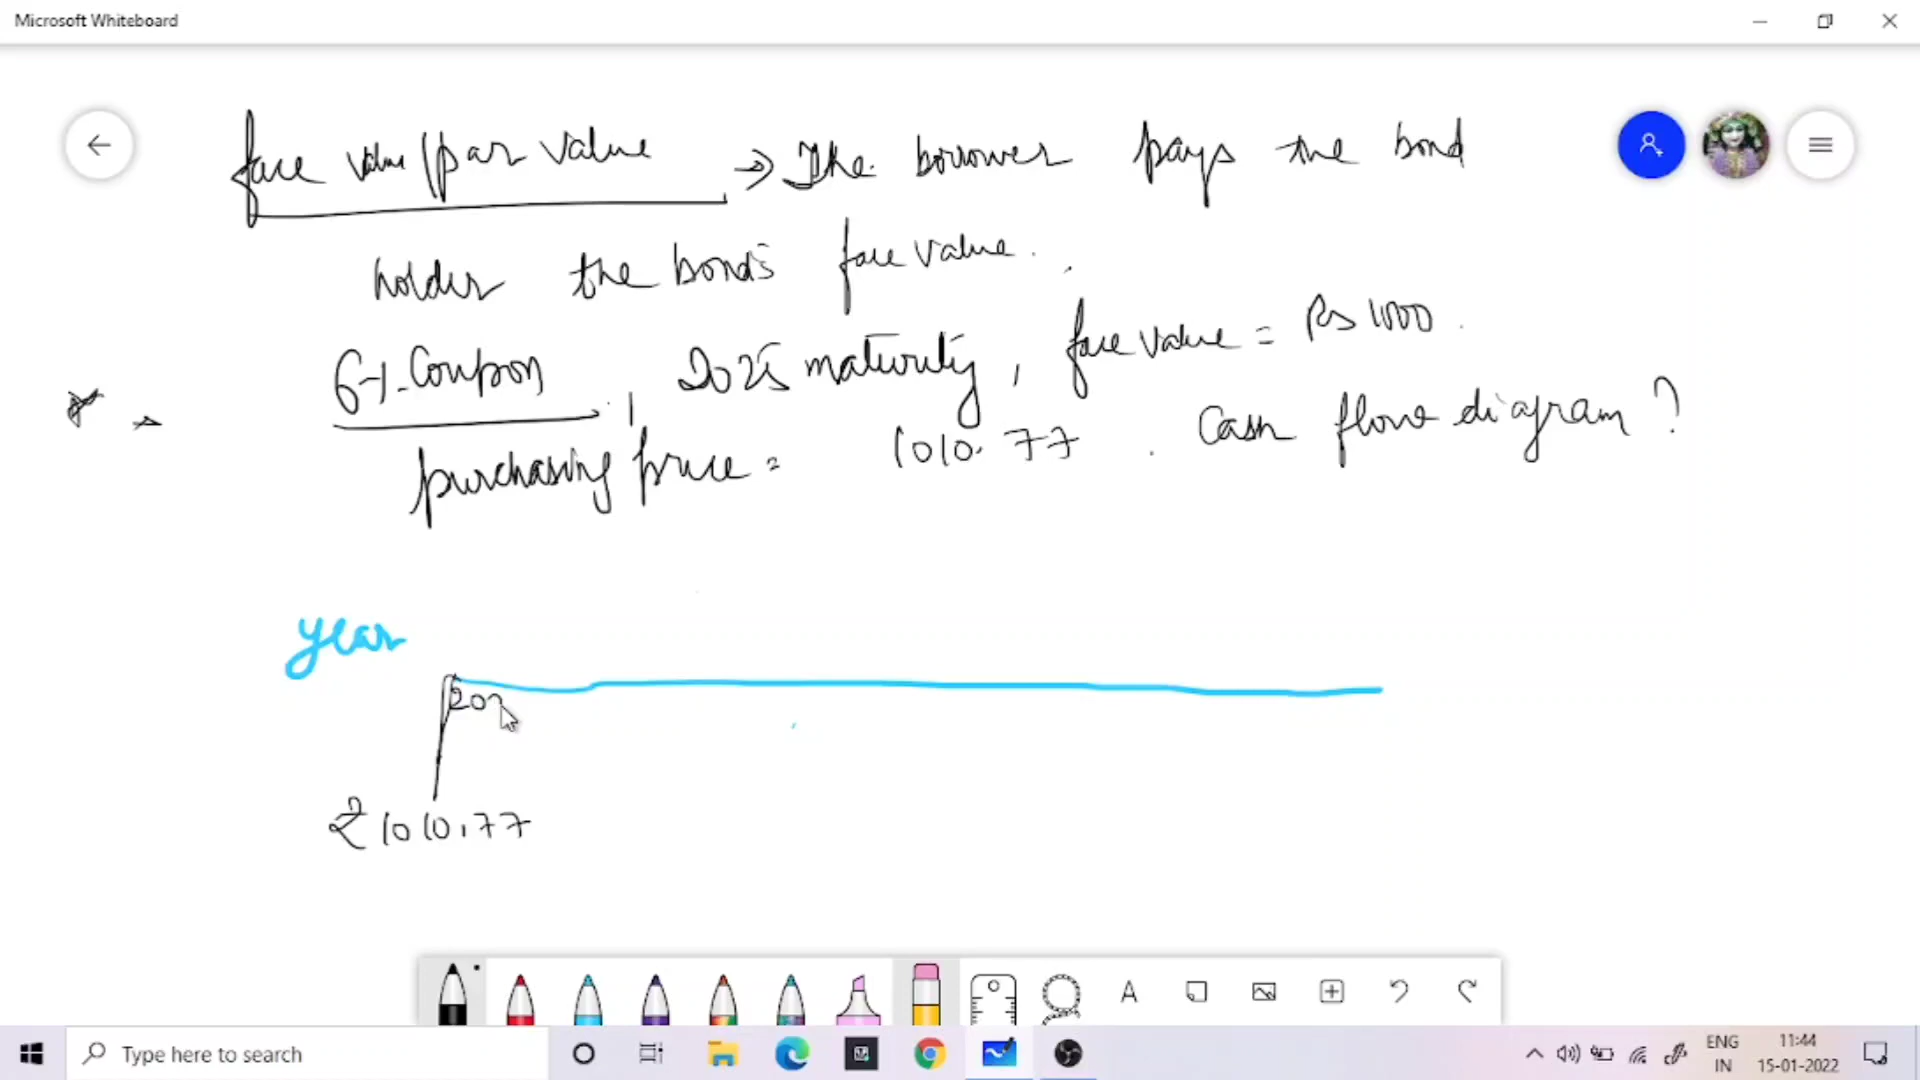 Microsoft Whiteboard
face value/par value → The borrower pays the bond
holder the bond's face value.
6% Coupon, 2025 maturity, face value = Rs 1000.
purchasing price = 1010.77. Cash flow diagram?
year
₹1010.77
A
Type here to search
ENG
IN
11:44
15-01-2022